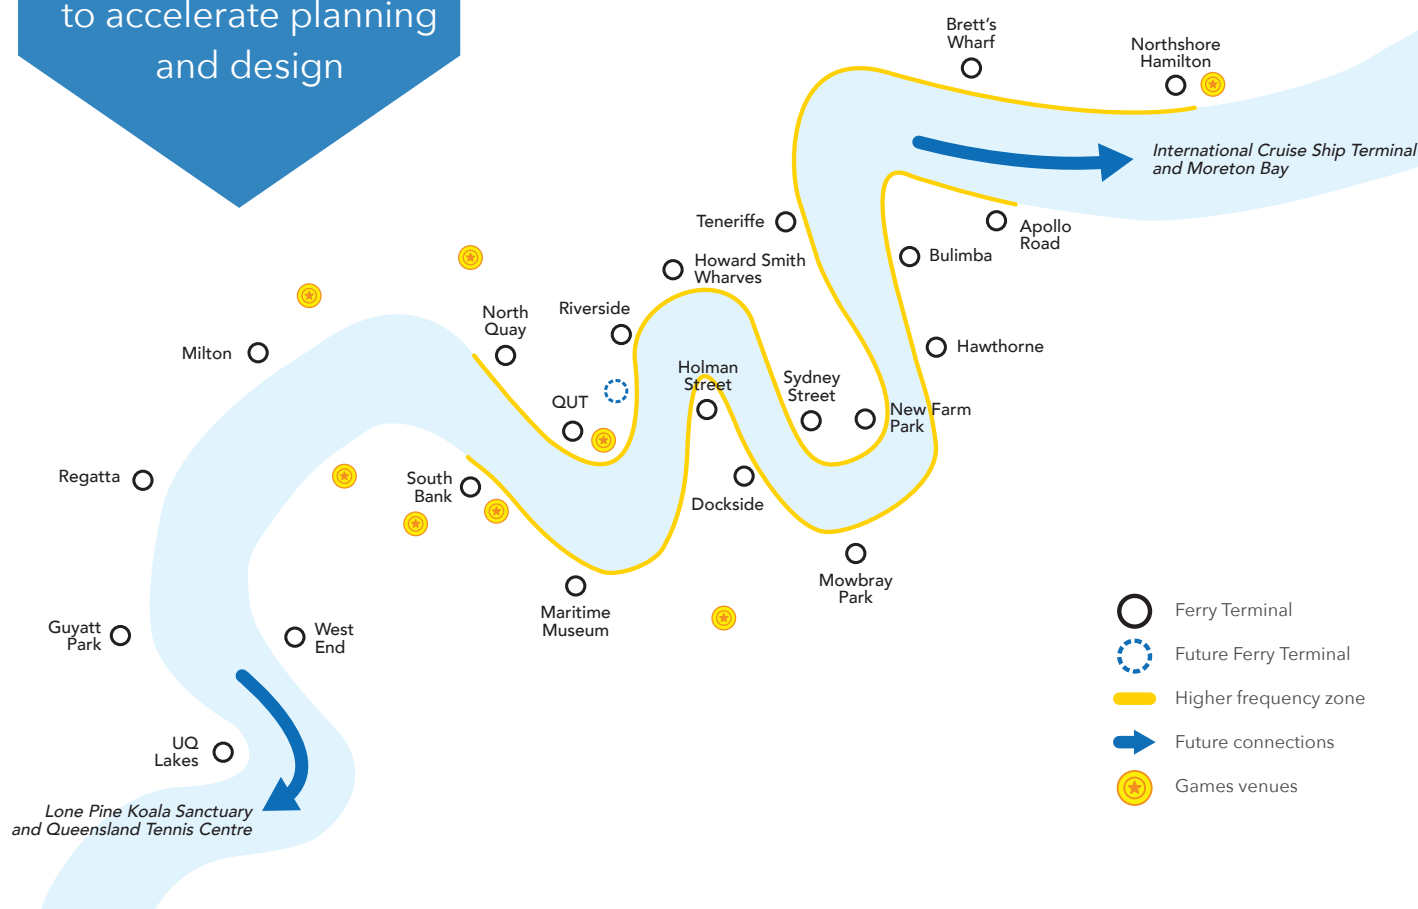 to accelerate planning
and design
Brett's
Wharf
Northshore
Hamilton
International Cruise Ship Terminal
and Moreton Bay
Teneriffe
Apollo
Road
Bulimba
Howard Smith
Wharves
Riverside
North
Quay
Milton
Hawthorne
Holman
Street
Sydney
Street
QUT
New Farm
Park
Regatta
South
Bank
Dockside
Mowbray
Park
Maritime
Museum
Guyatt
Park
West
End
UQ
Lakes
Lone Pine Koala Sanctuary
and Queensland Tennis Centre
Ferry Terminal
Future Ferry Terminal
Higher frequency zone
Future connections
Games venues